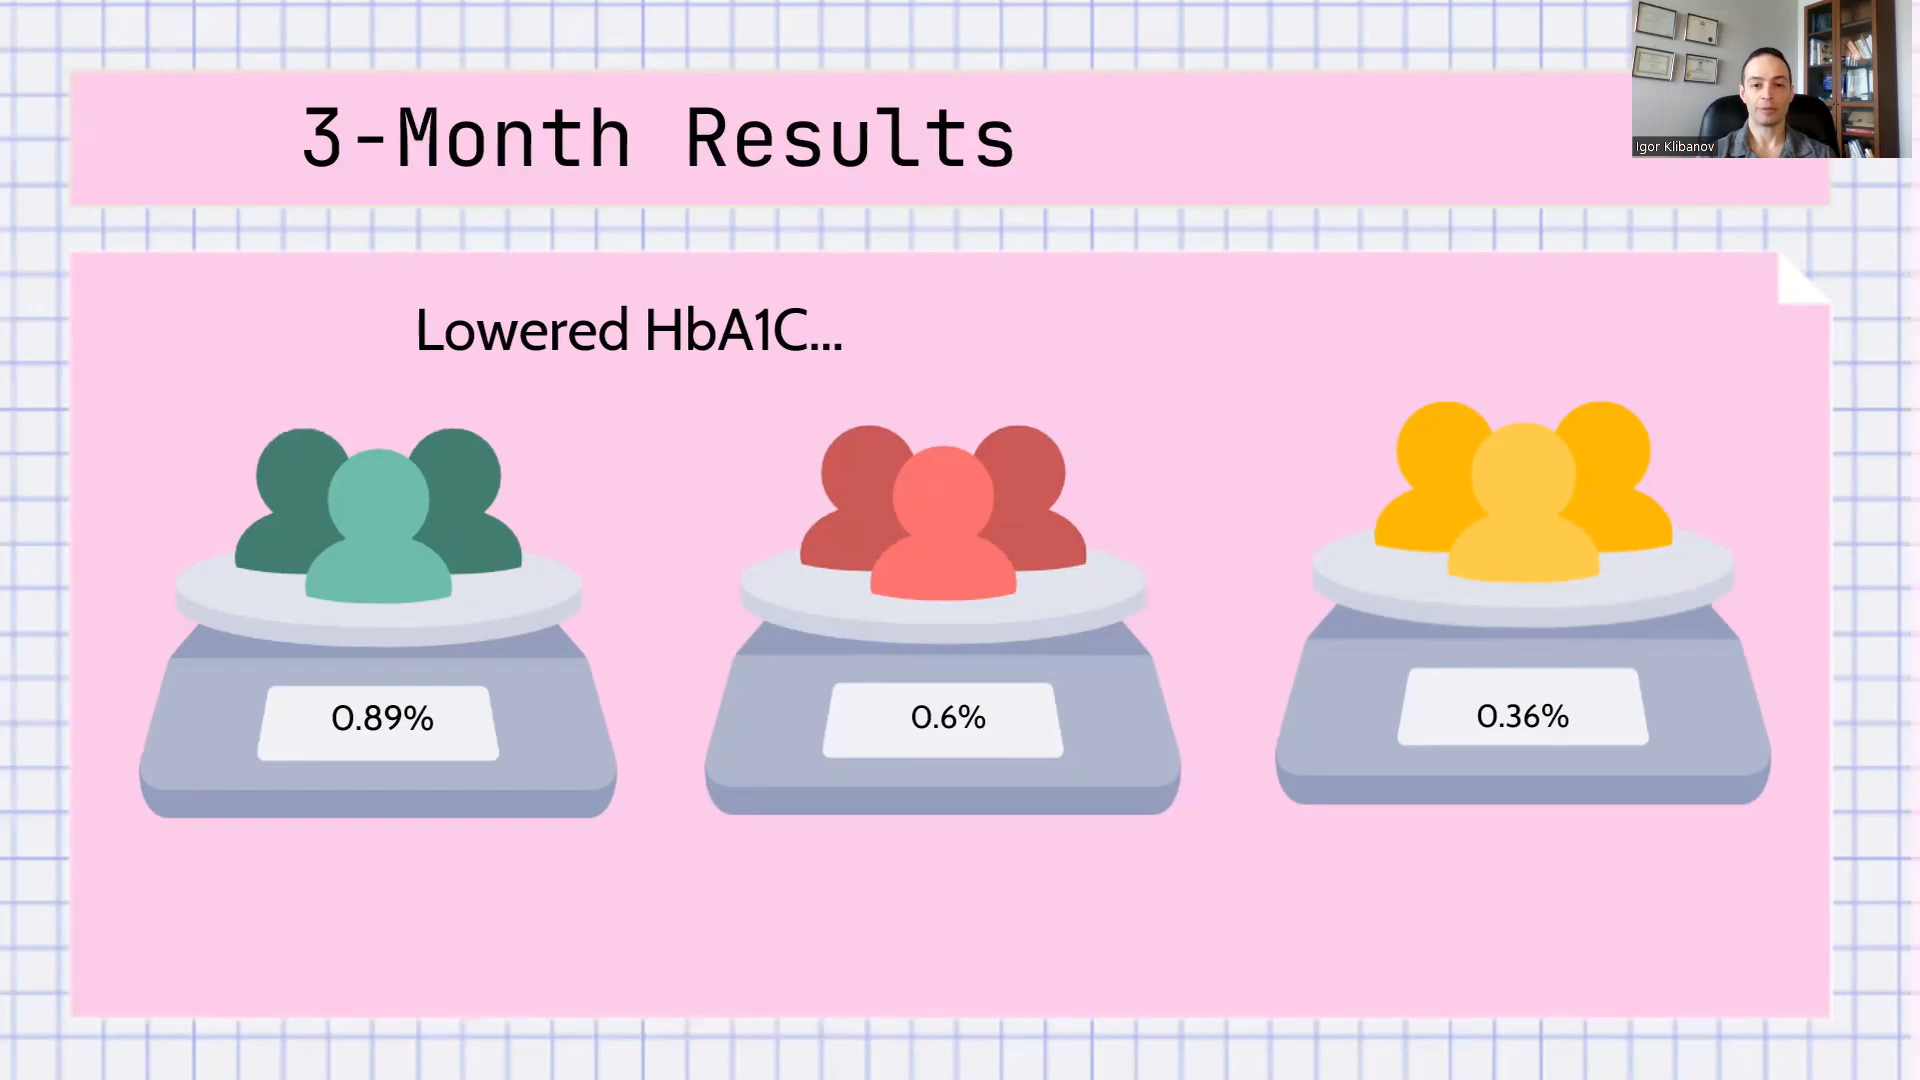 3-Month Results
Igor Klibanov
Lowered HbA1C...
0.89%
0.6%
0.36%